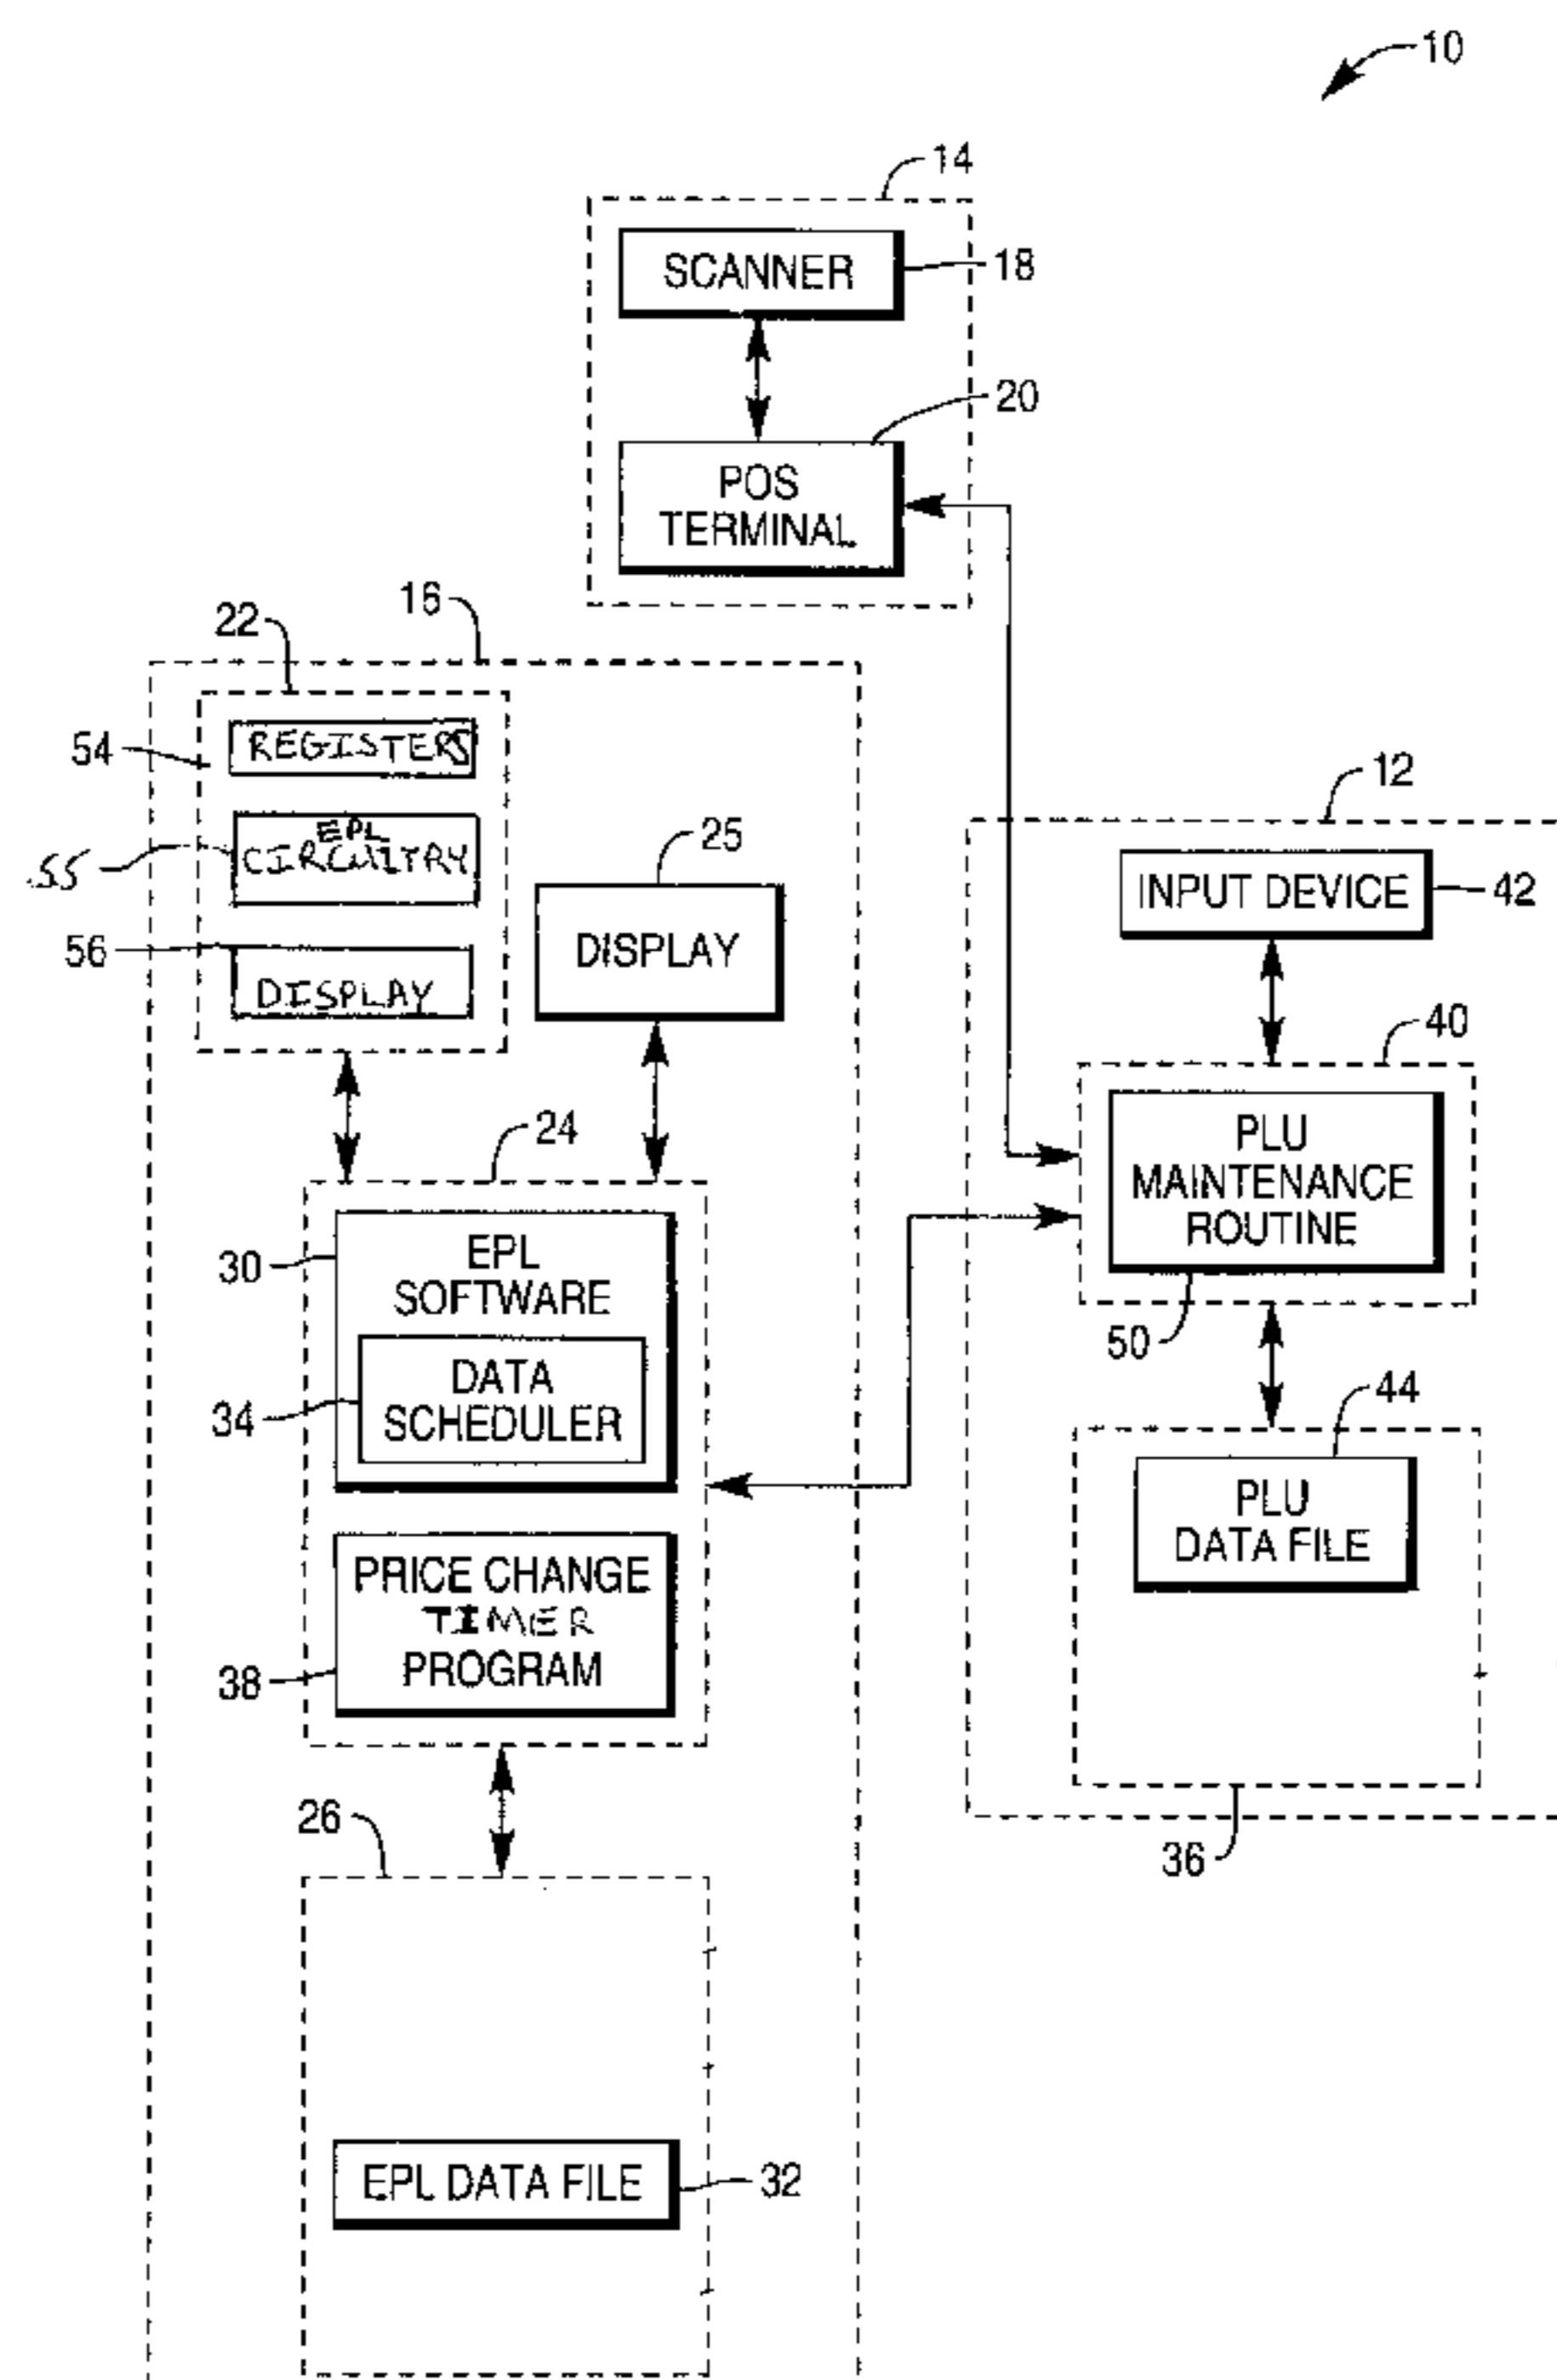 10
14
SCANNER
18
20
POS
TERMINAL
16
22
54
REGISTERS
12
25
INPUT DEVICE
42
55
EPL
CIRCUITRY
DISPLAY
56
DISPLAY
40
24
PLU
MAINTENANCE
ROUTINE
30
EPL
SOFTWARE
50
34
DATA
SCHEDULER
44
PLU
DATA FILE
PRICE CHANGE
TIMER
PROGRAM
38
26
36
EPL DATA FILE
32